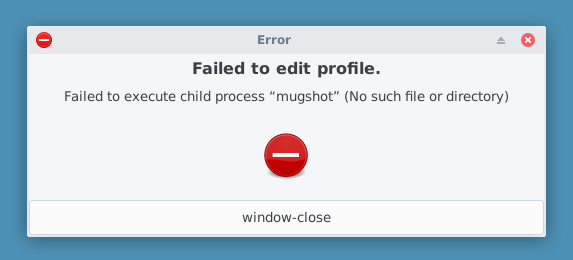 Error
Failed to edit profile.
Failed to execute child process “mugshot” (No such file or directory)
window-close